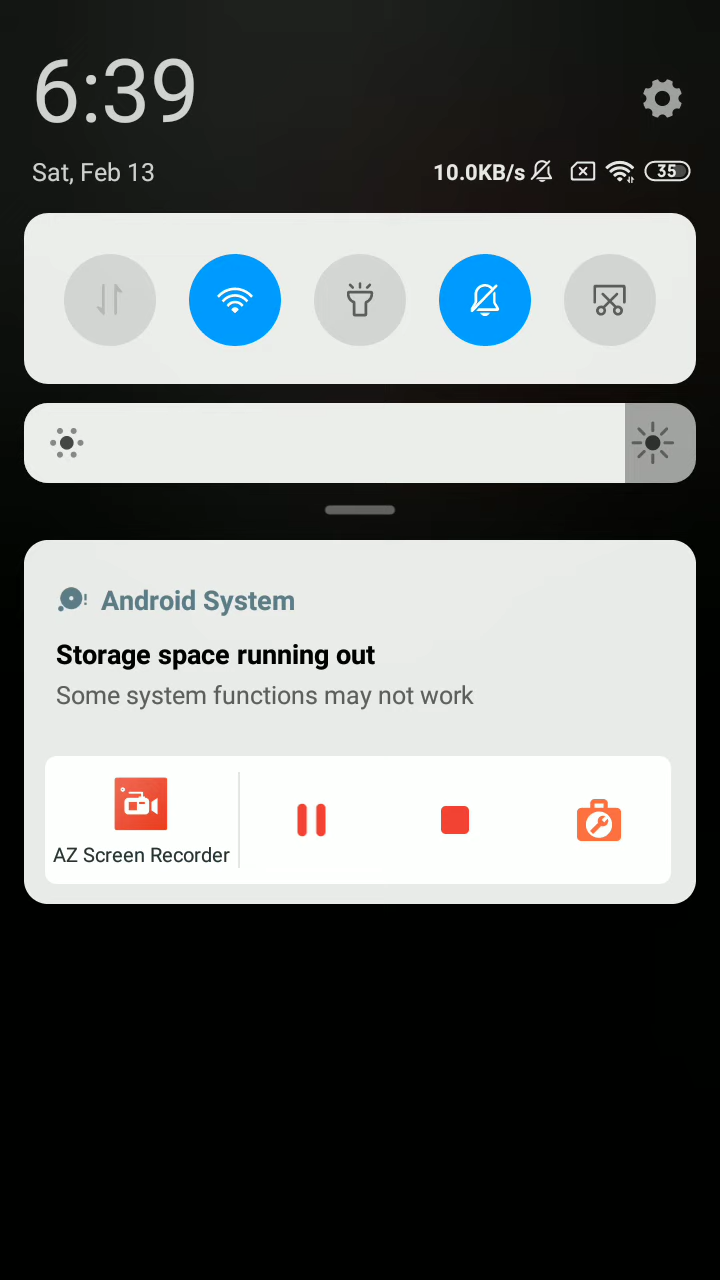 6:39
Sat, Feb 13
10.0KB/s
35
Android System
Storage space running out
Some system functions may not work
AZ Screen Recorder